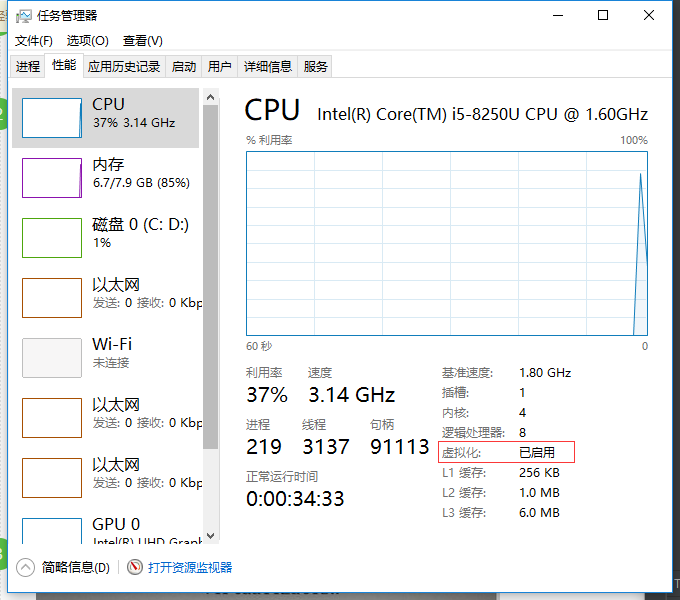 任务管理器
文件(F) 选项(O) 查看(V)
进程 性能 应用历史记录 启动 用户 详细信息 服务
CPU
37% 3.14 GHz
内存
6.7/7.9 GB (85%)
磁盘 0 (C: D:)
1%
以太网
发送: 0 接收: 0 Kbp
Wi-Fi
未连接
以太网
发送: 0 接收: 0 Kbp
以太网
发送: 0 接收: 0 Kbp
GPU 0
Intel(R) UHD Graph
CPU Intel(R) Core(TM) i5-8250U CPU @ 1.60GHz
% 利用率 100%
60 秒 0
利用率 速度
37% 3.14 GHz
进程 线程 句柄
219 3137 91113
正常运行时间
0:00:34:33
基准速度: 1.80 GHz
插槽: 1
内核: 4
逻辑处理器: 8
虚拟化: 已启用
L1 缓存: 256 KB
L2 缓存: 1.0 MB
L3 缓存: 6.0 MB
简略信息(D) 打开资源监视器